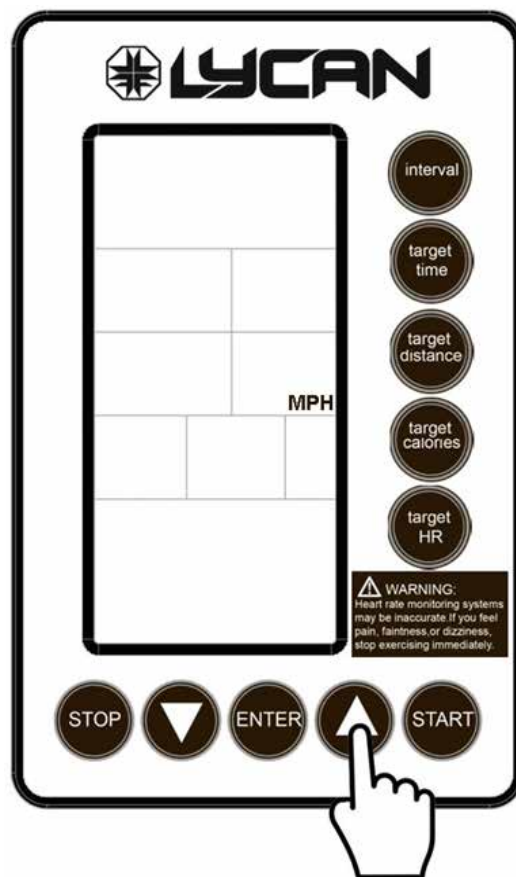 LYCAN
interval
target
time
target
distance
MPH
target
calories
target
HR
WARNING:
Heart rate monitoring systems
may be inaccurate.If you feel
pain, faintness,or dizziness,
stop exercising immediately.
STOP
ENTER
START